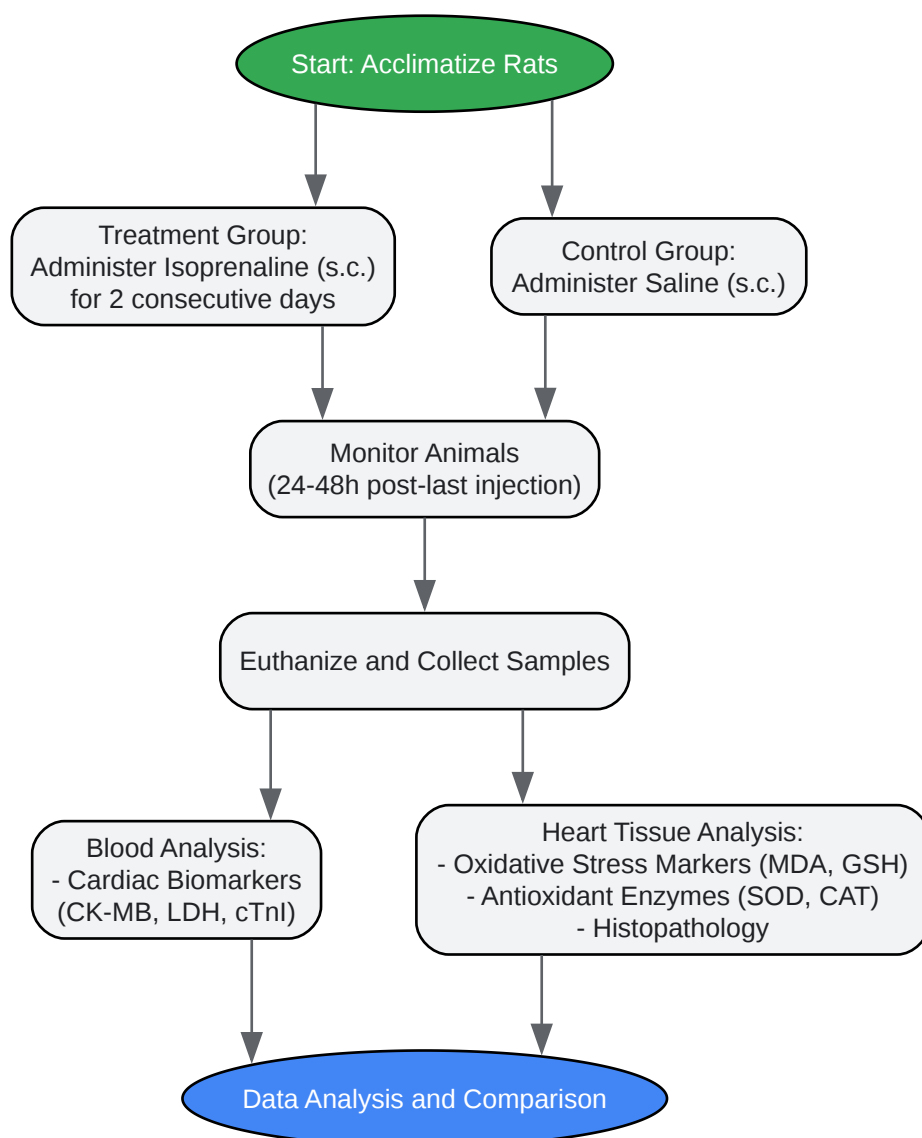 Start: Acclimatize Rats
Treatment Group:
Administer Isoprenaline (s.c.)
for 2 consecutive days
Control Group:
Administer Saline (s.c.)
Monitor Animals
(24-48h post-last injection)
Euthanize and Collect Samples
Blood Analysis:
- Cardiac Biomarkers
(CK-MB, LDH, cTnI)
Heart Tissue Analysis:
- Oxidative Stress Markers (MDA, GSH)
- Antioxidant Enzymes (SOD, CAT)
- Histopathology
Data Analysis and Comparison